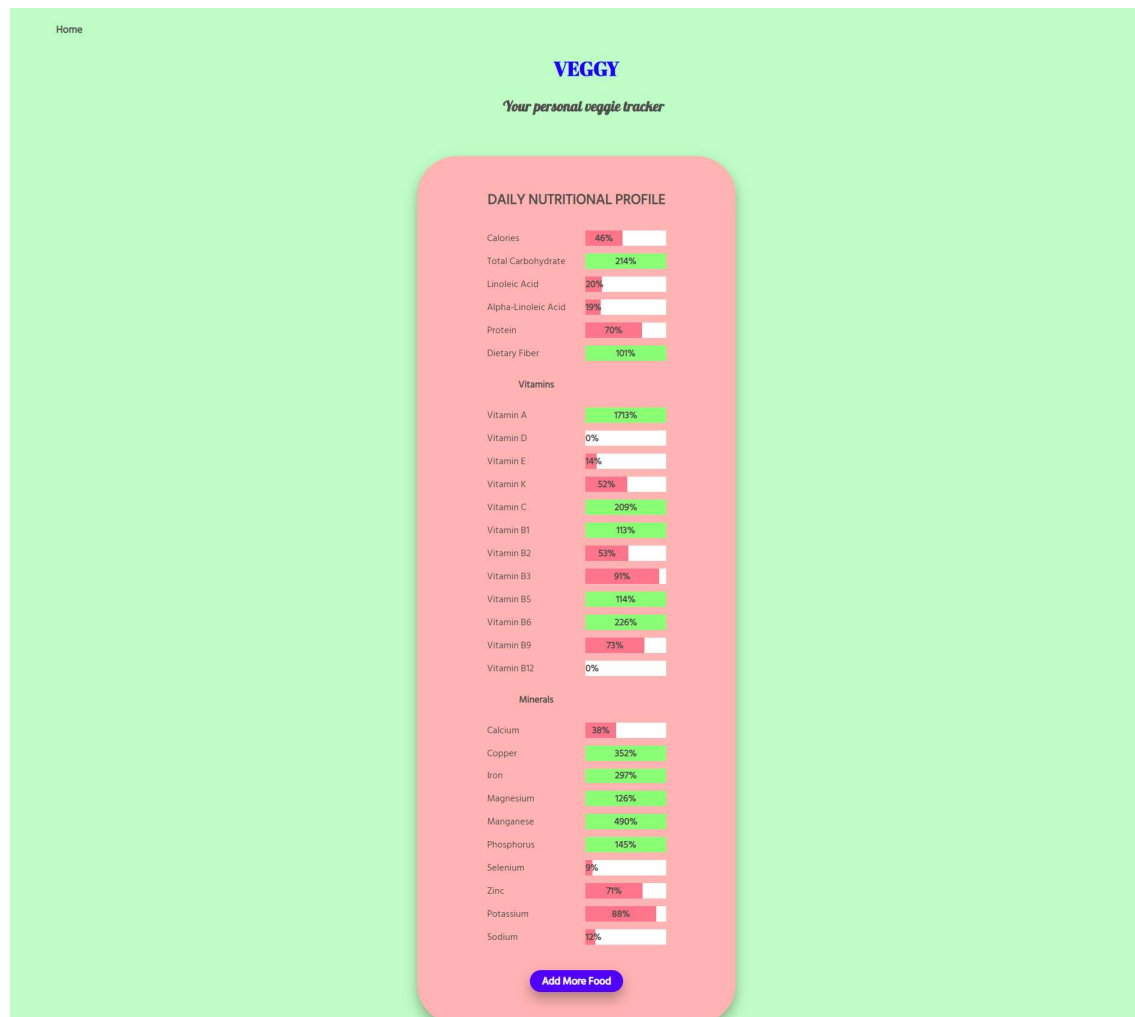 Home
VEGGY
Your personal veggie tracker
DAILY NUTRITIONAL PROFILE
Calories 46%
Total Carbohydrate 214%
Linoleic Acid 20%
Alpha-Linoleic Acid 19%
Protein 70%
Dietary Fiber 101%
Vitamins
Vitamin A 1713%
Vitamin D 0%
Vitamin E 14%
Vitamin K 52%
Vitamin C 209%
Vitamin B1 113%
Vitamin B2 53%
Vitamin B3 91%
Vitamin B5 114%
Vitamin B6 226%
Vitamin B9 73%
Vitamin B12 0%
Minerals
Calcium 38%
Copper 352%
Iron 297%
Magnesium 126%
Manganese 490%
Phosphorus 145%
Selenium 9%
Zinc 71%
Potassium 88%
Sodium 12%
Add More Food